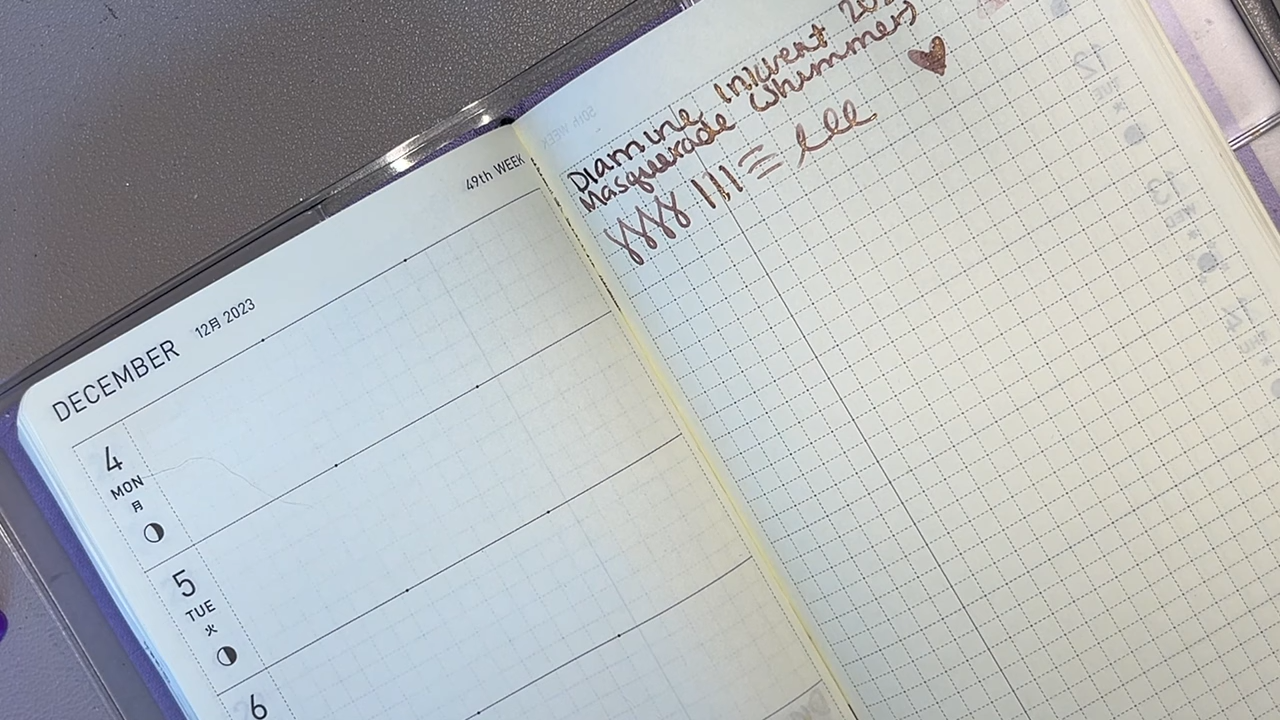 49th WEEK
DECEMBER 12月 2023
4
MON
月
5
TUE
火
6
Diamine Inkvent
Masquerade (Shimmer)